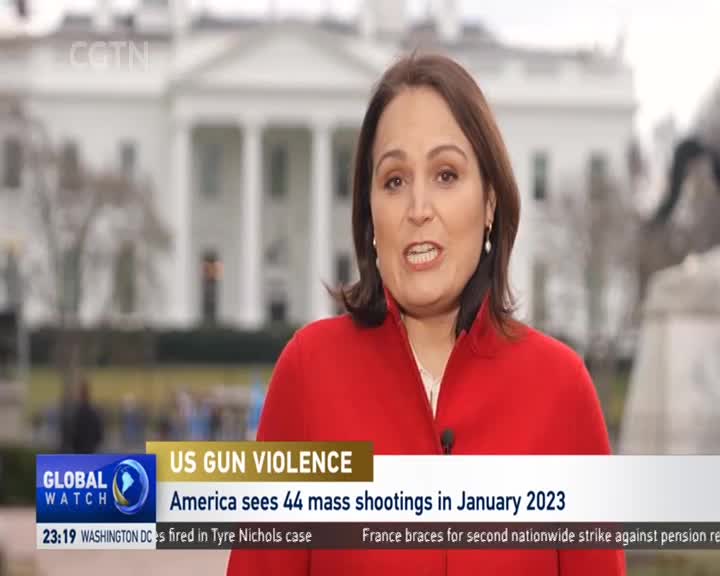 CGTN
US GUN VIOLENCE
GLOBAL
WATCH
America sees 44 mass shootings in January 2023
23:19 WASHINGTON DC
es fired in Tyre Nichols case France braces for second nationwide strike against pension re